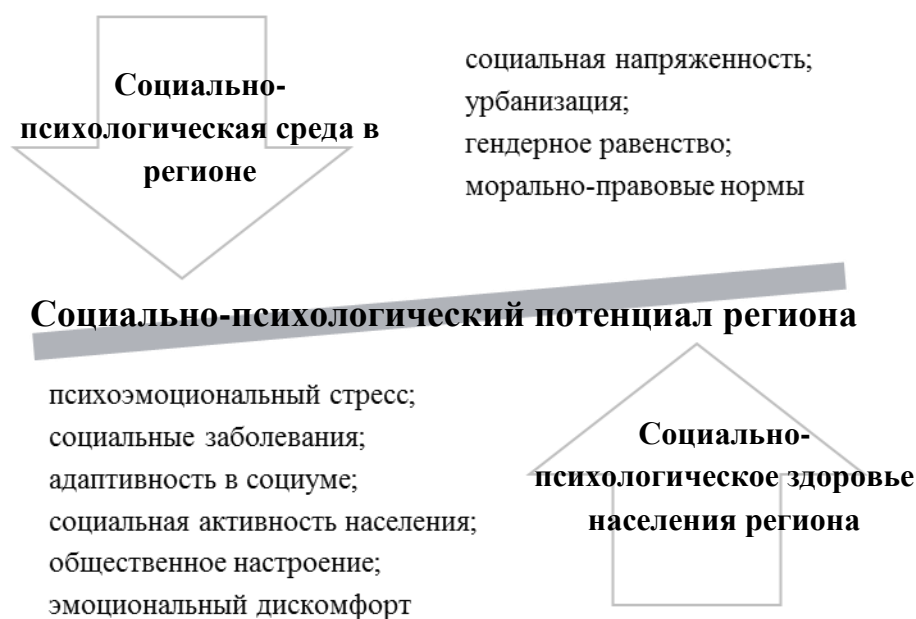 Социально-
психологическая среда в
регионе
социальная напряженность;
урбанизация;
гендерное равенство;
морально-правовые нормы
Социально-психологический потенциал региона
психоэмоциональный стресс;
социальные заболевания;
адаптивность в социуме;
социальная активность населения;
общественное настроение;
эмоциональный дискомфорт
Социально-
психологическое здоровье
населения региона